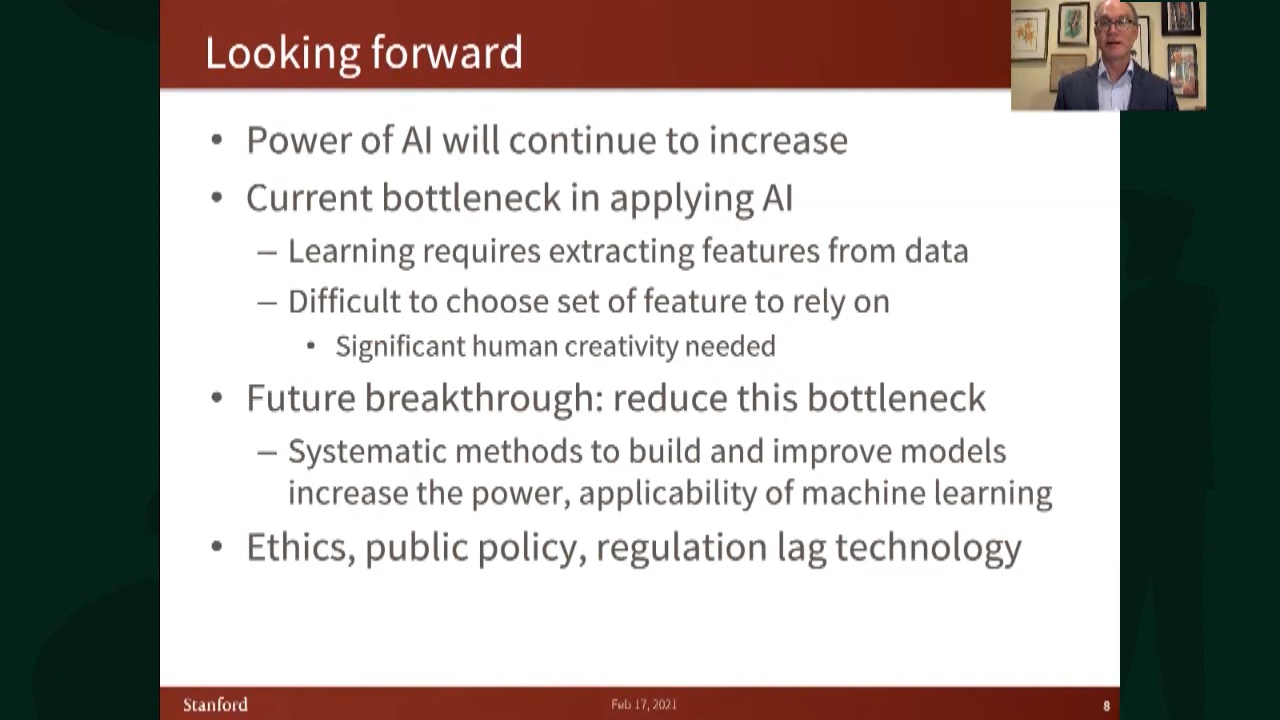 Looking forward
• Power of AI will continue to increase
• Current bottleneck in applying AI
– Learning requires extracting features from data
– Difficult to choose set of feature to rely on
• Significant human creativity needed
• Future breakthrough: reduce this bottleneck
– Systematic methods to build and improve models
increase the power, applicability of machine learning
• Ethics, public policy, regulation lag technology
Stanford
Feb 17, 2021
8